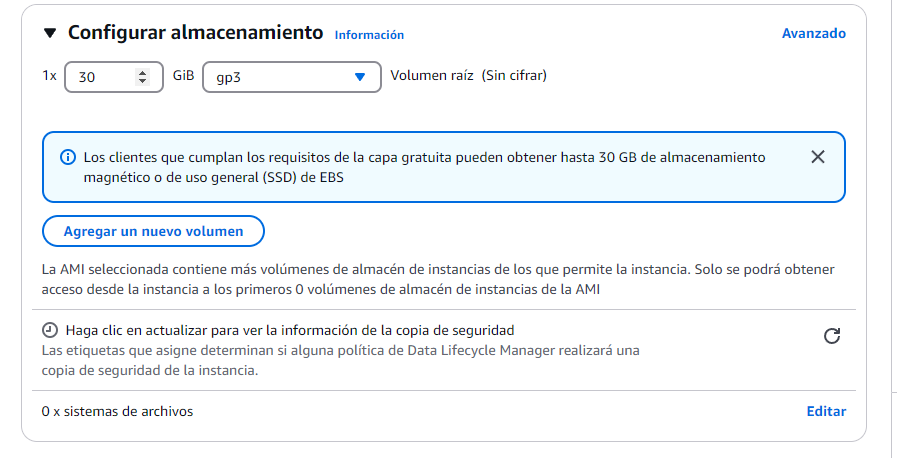 Configurar almacenamiento Información Avanzado
1x 30 GiB gp3 Volumen raíz (Sin cifrar)
Los clientes que cumplan los requisitos de la capa gratuita pueden obtener hasta 30 GB de almacenamiento
magnético o de uso general (SSD) de EBS
Agregar un nuevo volumen
La AMI seleccionada contiene más volúmenes de almacén de instancias de los que permite la instancia. Solo se podrá obtener
acceso desde la instancia a los primeros 0 volúmenes de almacén de instancias de la AMI
Haga clic en actualizar para ver la información de la copia de seguridad
Las etiquetas que asigne determinan si alguna política de Data Lifecycle Manager realizará una
copia de seguridad de la instancia.
0 x sistemas de archivos Editar